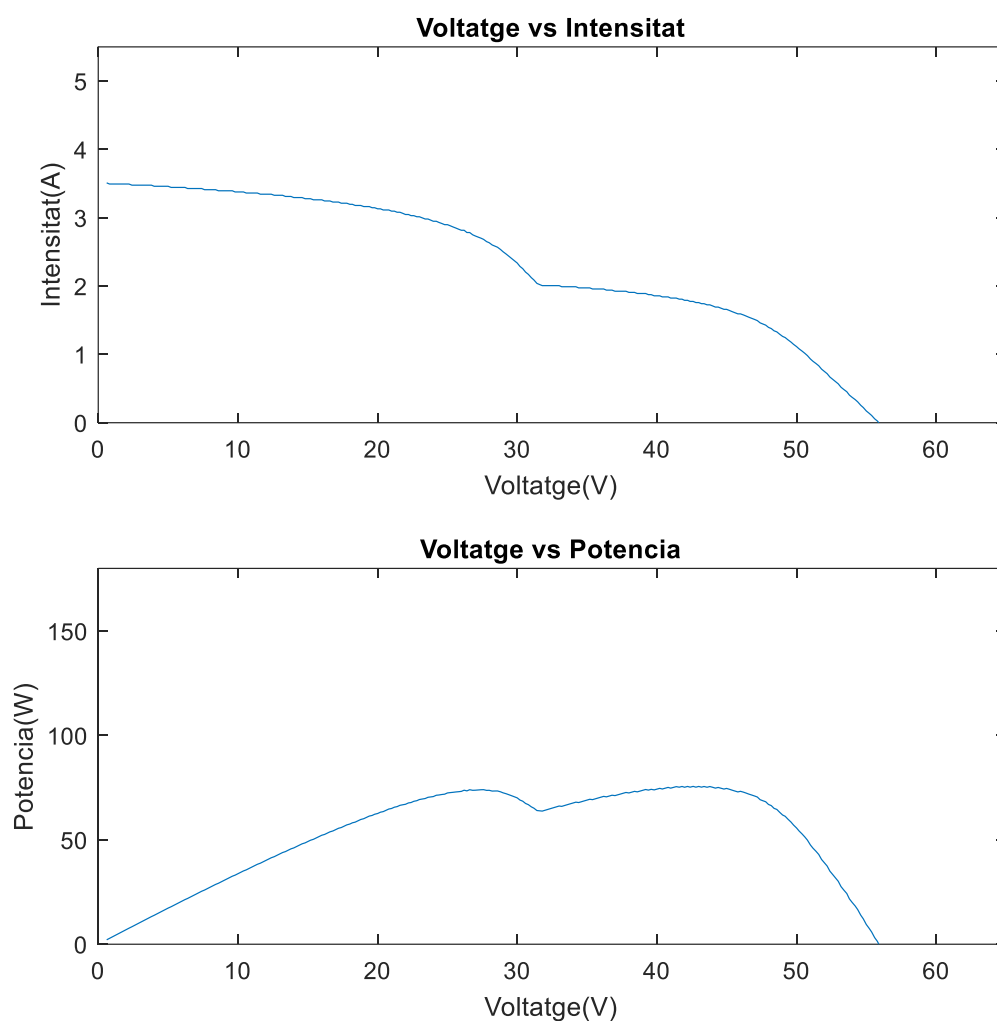 Voltatge vs Intensitat
5
4
3
2
1
0
Intensitat(A)
0 10 20 30 40 50 60
Voltatge(V)
Voltatge vs Potencia
150
100
50
0
Potencia(W)
0 10 20 30 40 50 60
Voltatge(V)